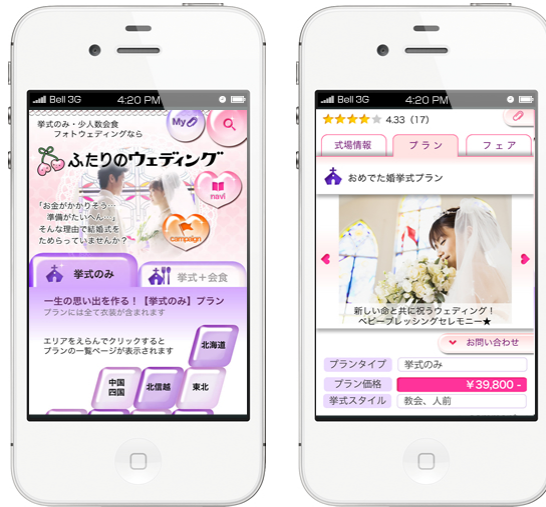 Bell 3G 4:20 PM
挙式のみ・少人数会食
フォトウェディングなら
My
ふたりのウェディング
navi
「お金がかかりそう…
準備がたいへん…」
そんな理由で結婚式を
ためらっていませんか？
campaign
挙式のみ
挙式＋会食
一生の思い出を作る！【挙式のみ】プラン
プランには全て衣装が含まれます
エリアをえらんでクリックすると
プランの一覧ページが表示されます
北海道
中国
四国
北信越
東北
Bell 3G 4:20 PM
4.33（17）
式場情報
プラン
フェア
おめでた婚挙式プラン
新しい命と共に祝うウェディング！
ベビーブレッシングセレモニー★
お問い合わせ
プランタイプ 挙式のみ
プラン価格 ￥39,800 -
挙式スタイル 教会、人前